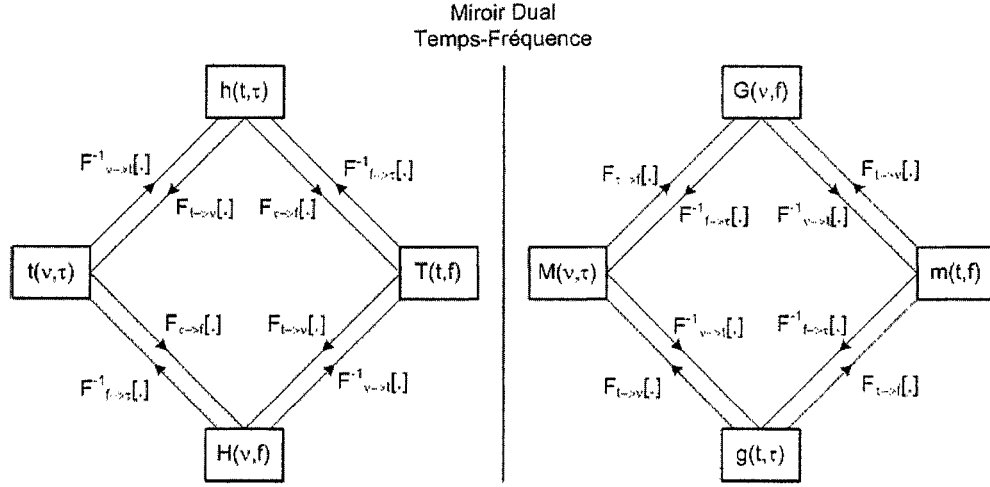 Miroir Dual
Temps-Fréquence
h(t,τ)
F⁻¹ν->t[.]
F⁻¹f->τ[.]
Ft->ν[.]
Fτ->f[.]
t(ν,τ)
T(t,f)
Fτ->f[.]
Ft->ν[.]
F⁻¹f->τ[.]
F⁻¹ν->t[.]
H(ν,f)
G(ν,f)
Fτ->f[.]
Ft->ν[.]
F⁻¹f->τ[.]
F⁻¹ν->t[.]
M(ν,τ)
m(t,f)
F⁻¹ν->t[.]
F⁻¹f->τ[.]
Ft->ν[.]
Fτ->f[.]
g(t,τ)